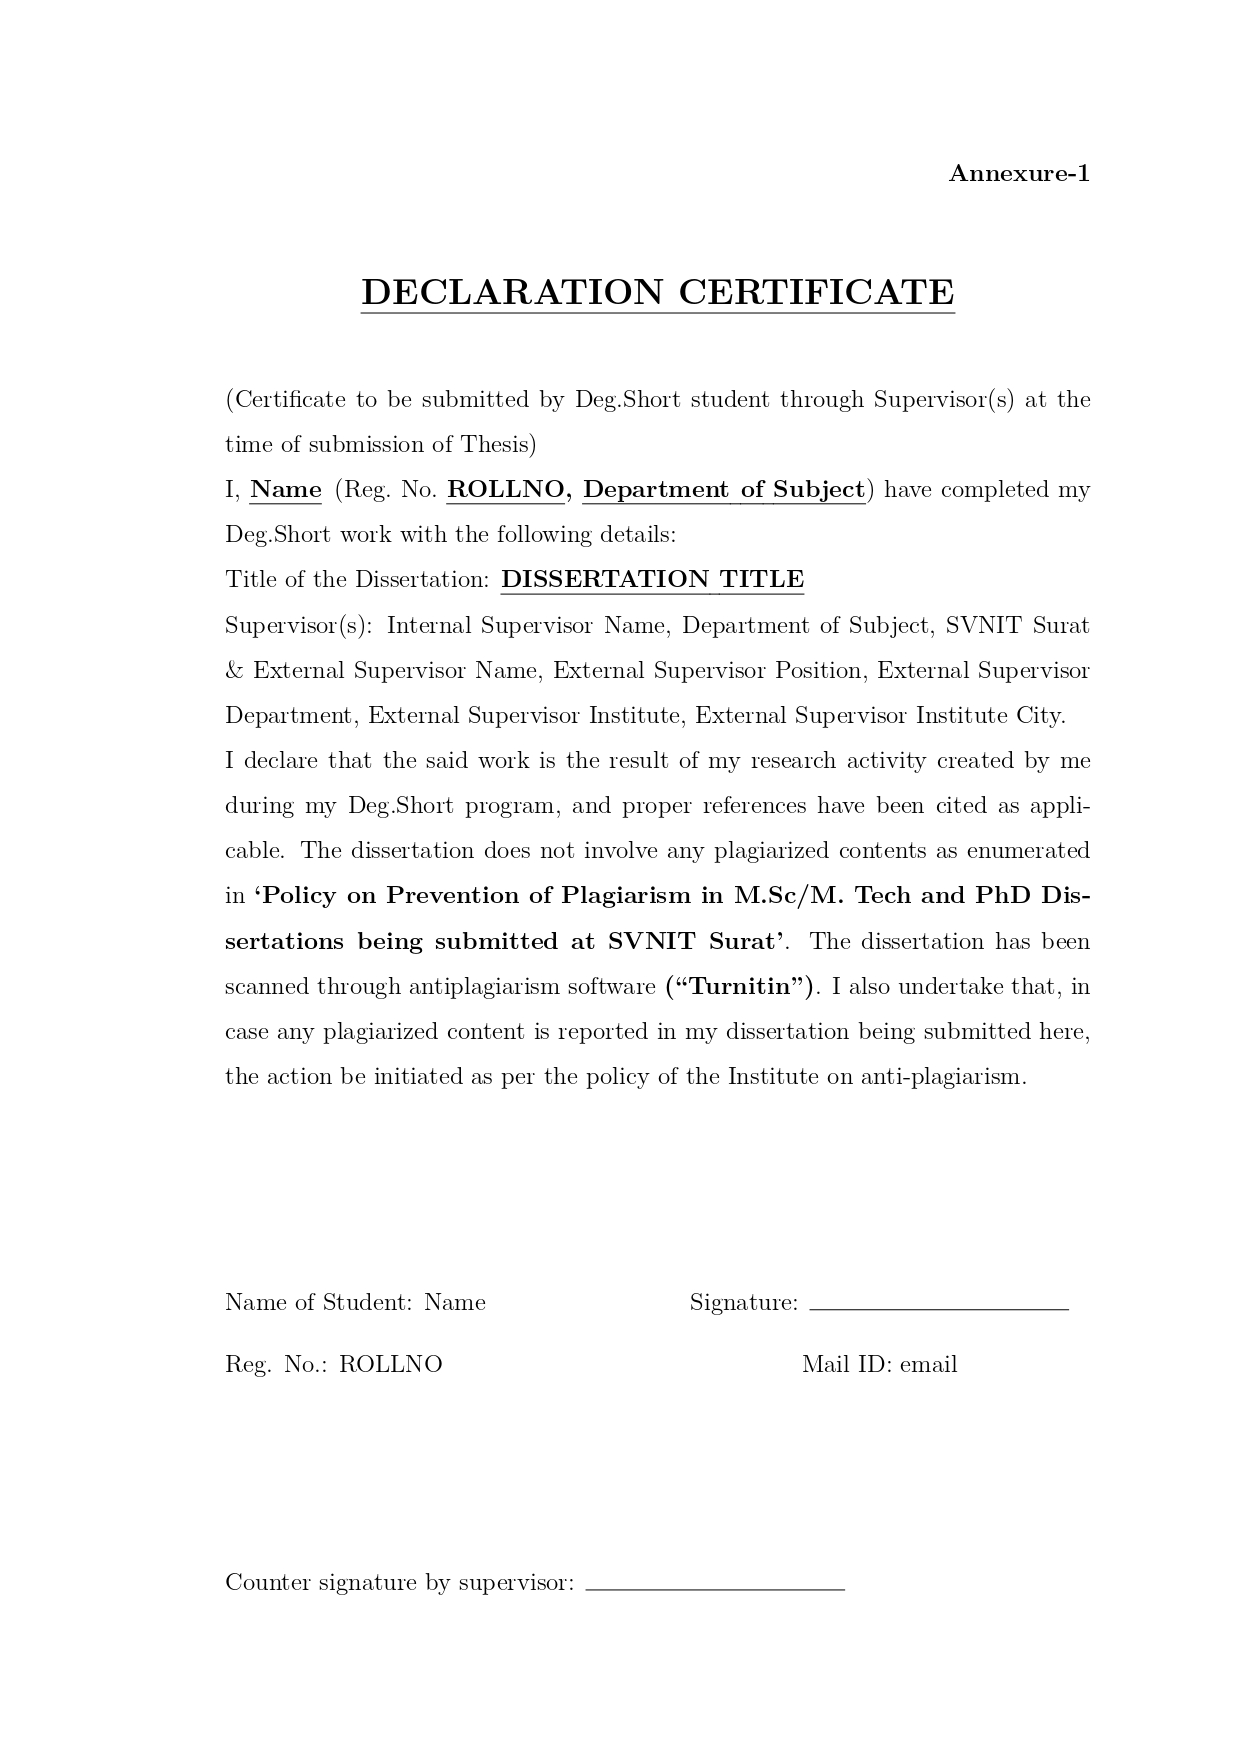 Annexure-1
DECLARATION CERTIFICATE
(Certificate to be submitted by Deg.Short student through Supervisor(s) at the
time of submission of Thesis)
I, Name (Reg. No. ROLLNO, Department of Subject) have completed my
Deg.Short work with the following details:
Title of the Dissertation: DISSERTATION TITLE
Supervisor(s): Internal Supervisor Name, Department of Subject, SVNIT Surat
& External Supervisor Name, External Supervisor Position, External Supervisor
Department, External Supervisor Institute, External Supervisor Institute City.
I declare that the said work is the result of my research activity created by me
during my Deg.Short program, and proper references have been cited as appli-
cable. The dissertation does not involve any plagiarized contents as enumerated
in ‘Policy on Prevention of Plagiarism in M.Sc/M. Tech and PhD Dis-
sertations being submitted at SVNIT Surat’. The dissertation has been
scanned through antiplagiarism software (“Turnitin”). I also undertake that, in
case any plagiarized content is reported in my dissertation being submitted here,
the action be initiated as per the policy of the Institute on anti-plagiarism.
Name of Student: Name Signature:
Reg. No.: ROLLNO Mail ID: email
Counter signature by supervisor: